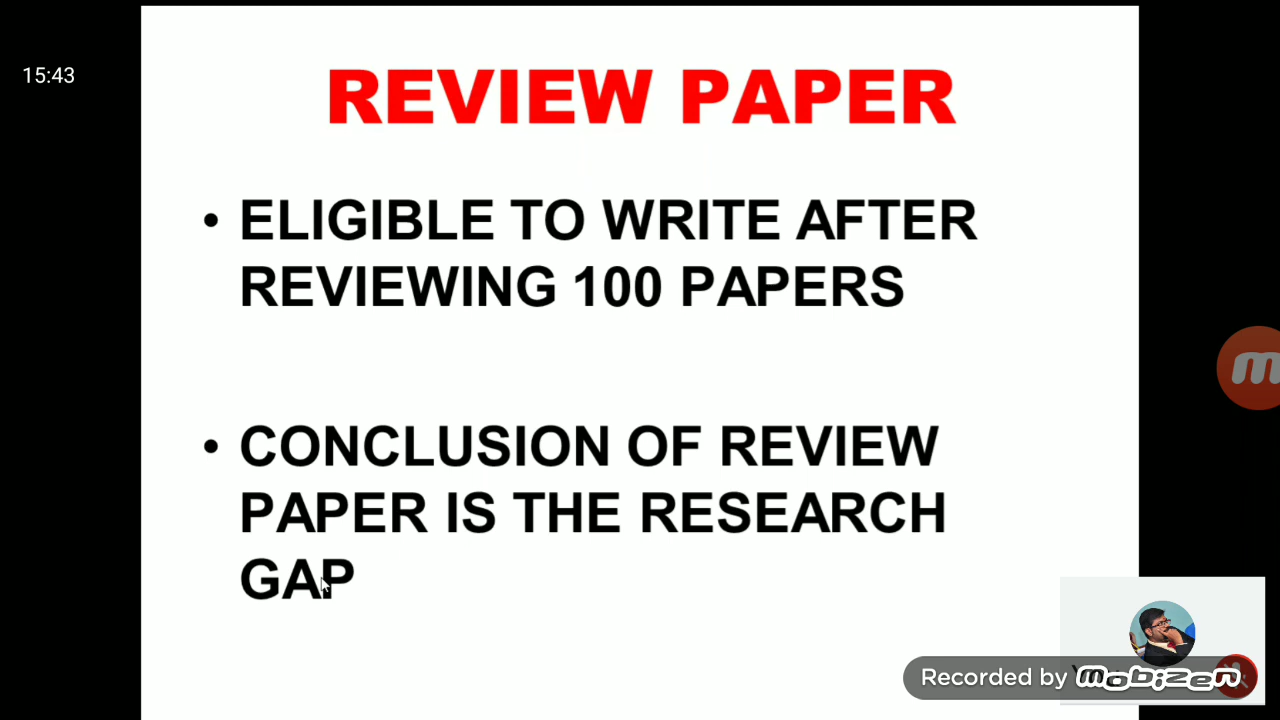 15:43
REVIEW PAPER
• ELIGIBLE TO WRITE AFTER
REVIEWING 100 PAPERS
• CONCLUSION OF REVIEW
PAPER IS THE RESEARCH
GAP
Recorded by mobizen